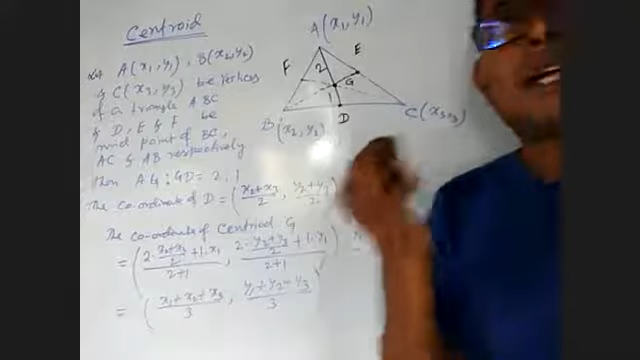 Centroid
Let A(x₁,y₁), B(x₂,y₂)
& C(x₃,y₃) be vertices
of a triangle ABC
& D, E & F be
mid point of BC,
AC & AB respectively
Then AG:GD = 2:1
The co-ordinate of D = (x₂+x₃/2, y₂+y₃/2)
The co-ordinate of Centriod G
= (2·x₂+x₃/2+1·x₁/2+1, 2·y₂+y₃/2+1·y₁/2+1)
= (x₁+x₂+x₃/3, y₁+y₂+y₃/3)
A(x₁,y₁)
F
E
2
G
1
B(x₂,y₂)
D
C(x₃,y₃)